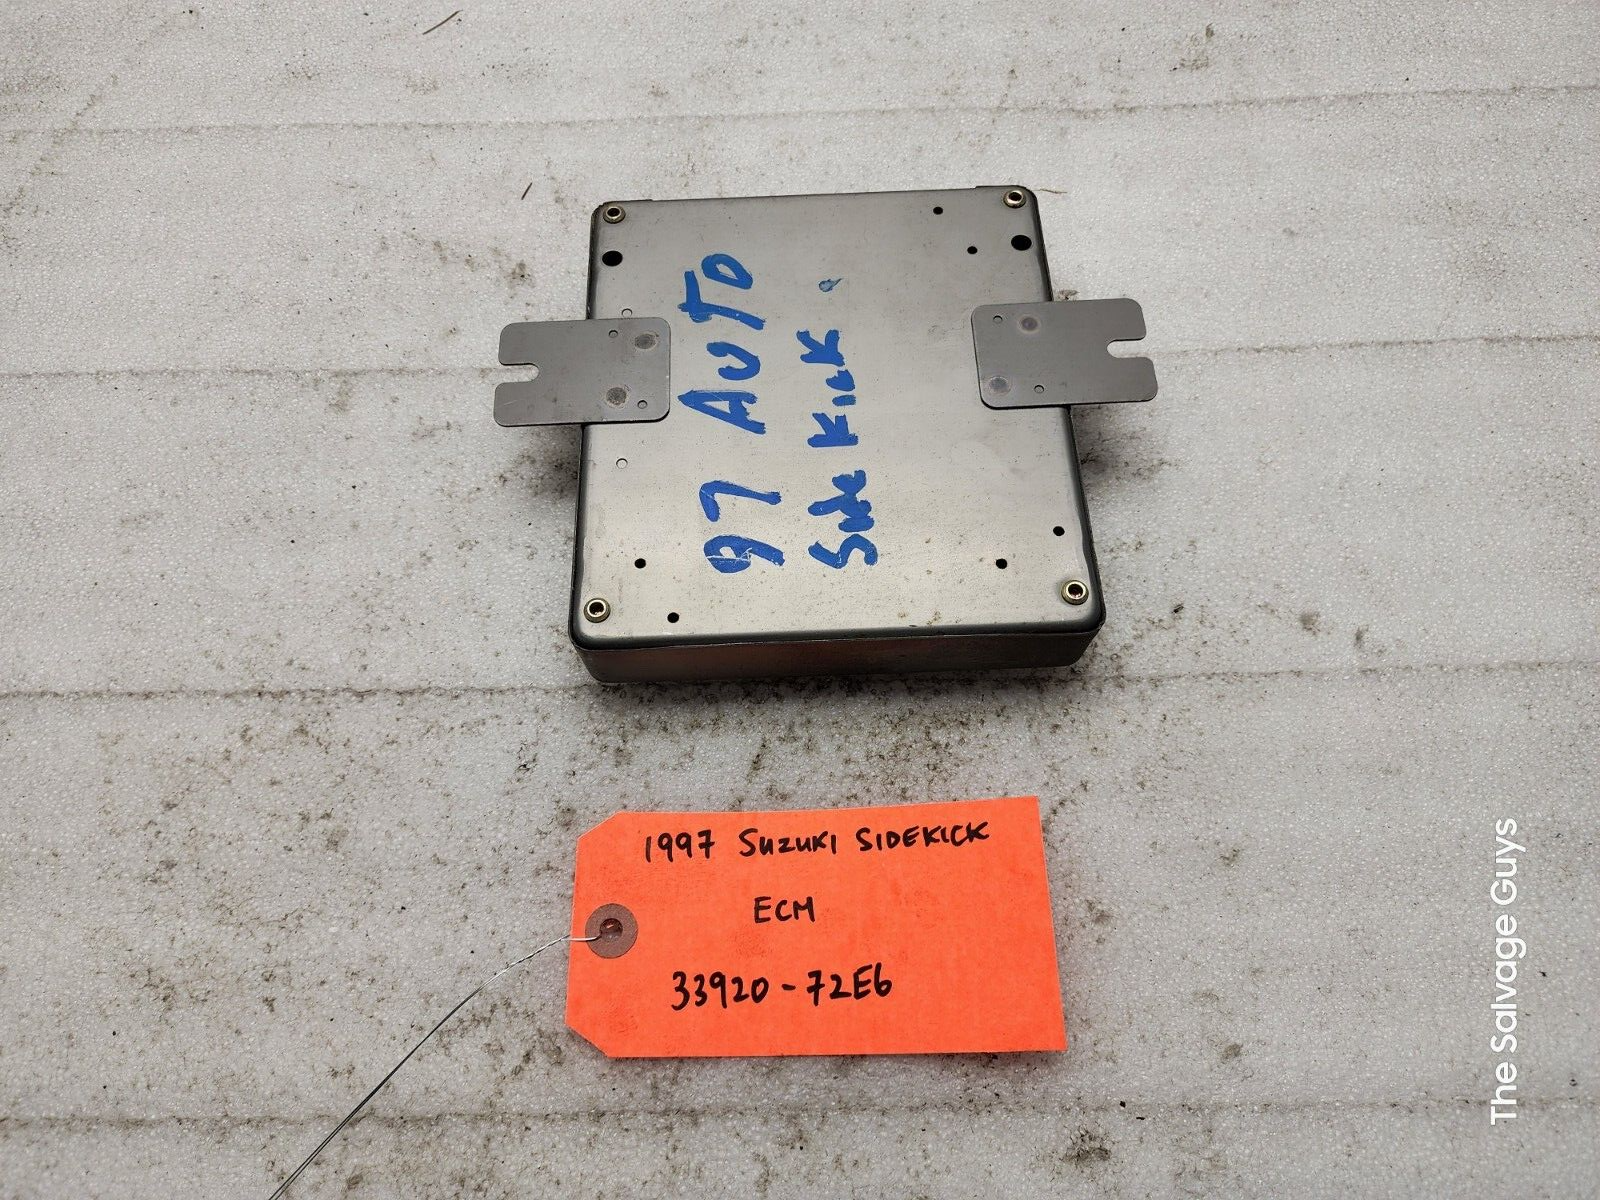 97 AUTO
Side Kick
1997 SUZUKI SIDEKICK
ECM
33920-72E6
The Salvage Guys